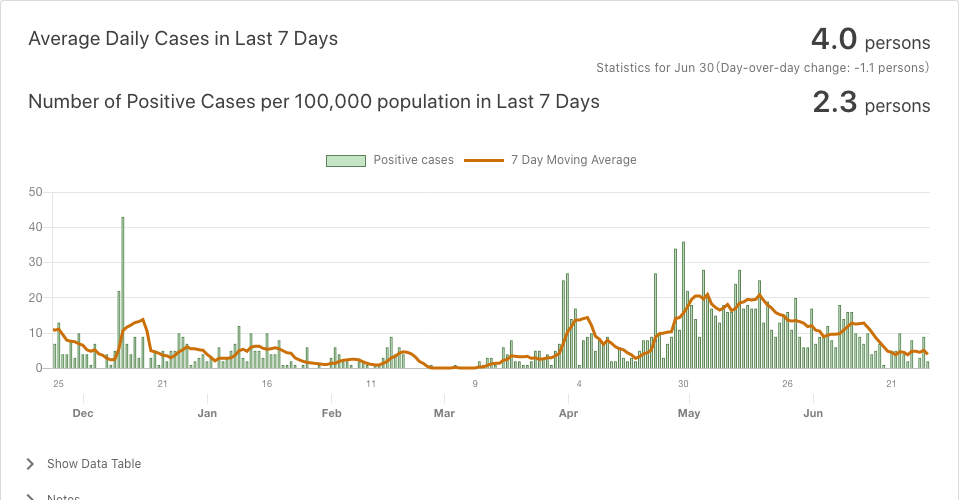 Average Daily Cases in Last 7 Days
4.0 persons
Statistics for Jun 30(Day-over-day change: -1.1 persons)
Number of Positive Cases per 100,000 population in Last 7 Days
2.3 persons
Positive cases 7 Day Moving Average
50
40
30
20
10
0
25 21 16 11 9 4 30 26 21
Dec Jan Feb Mar Apr May Jun
Show Data Table
Notes